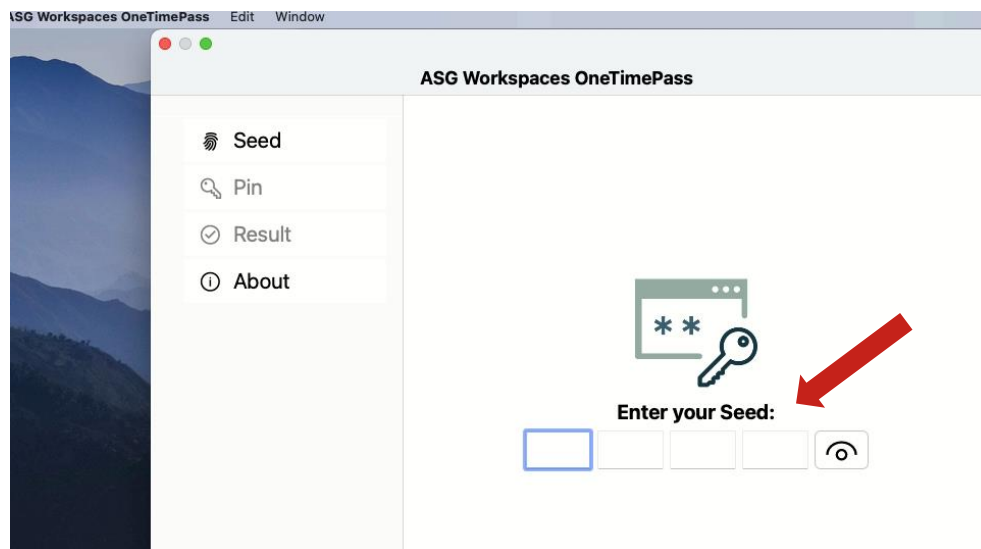 ASG Workspaces OneTimePass Edit Window
ASG Workspaces OneTimePass
Seed
Pin
Result
About
* *
Enter your Seed: